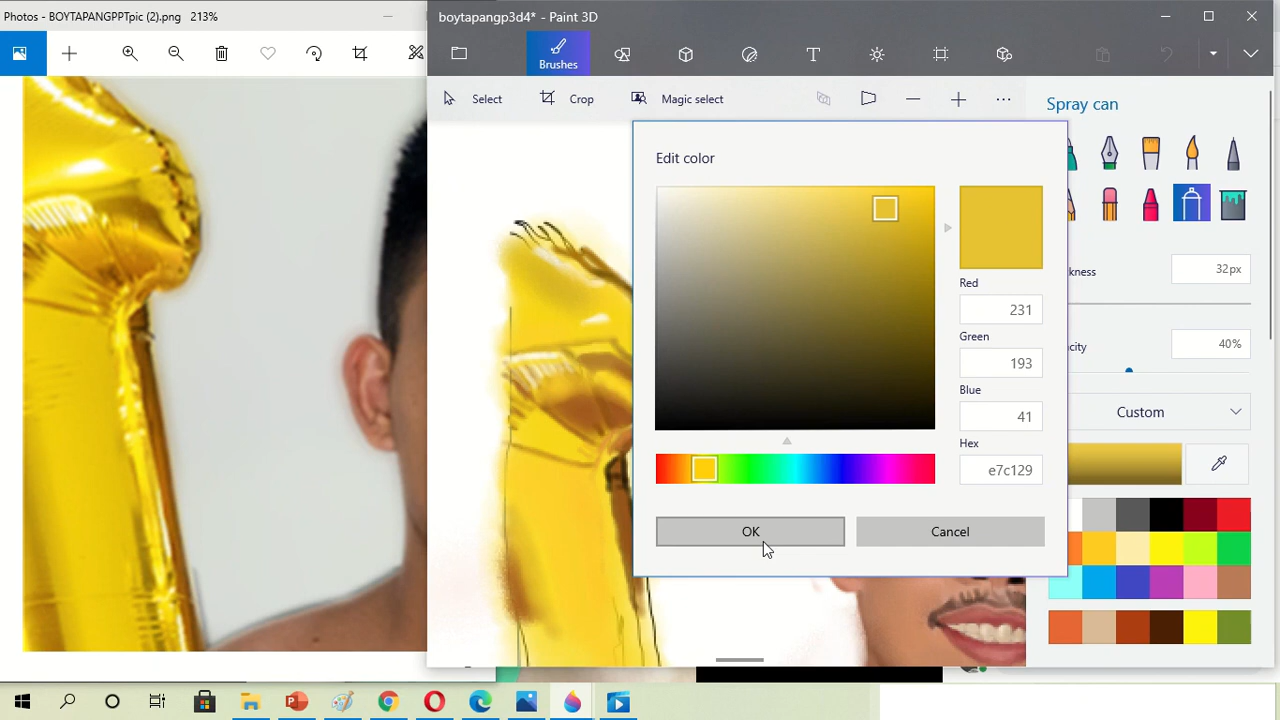 Photos - BOYTAPANGPPTpic (2).png   213%
boytapangp3d4* - Paint 3D
Brushes
Select
Crop
Magic select
Spray can
Edit color
Red
231
Green
193
Blue
41
Hex
e7c129
OK
Cancel
kness
32px
acity
40%
Custom